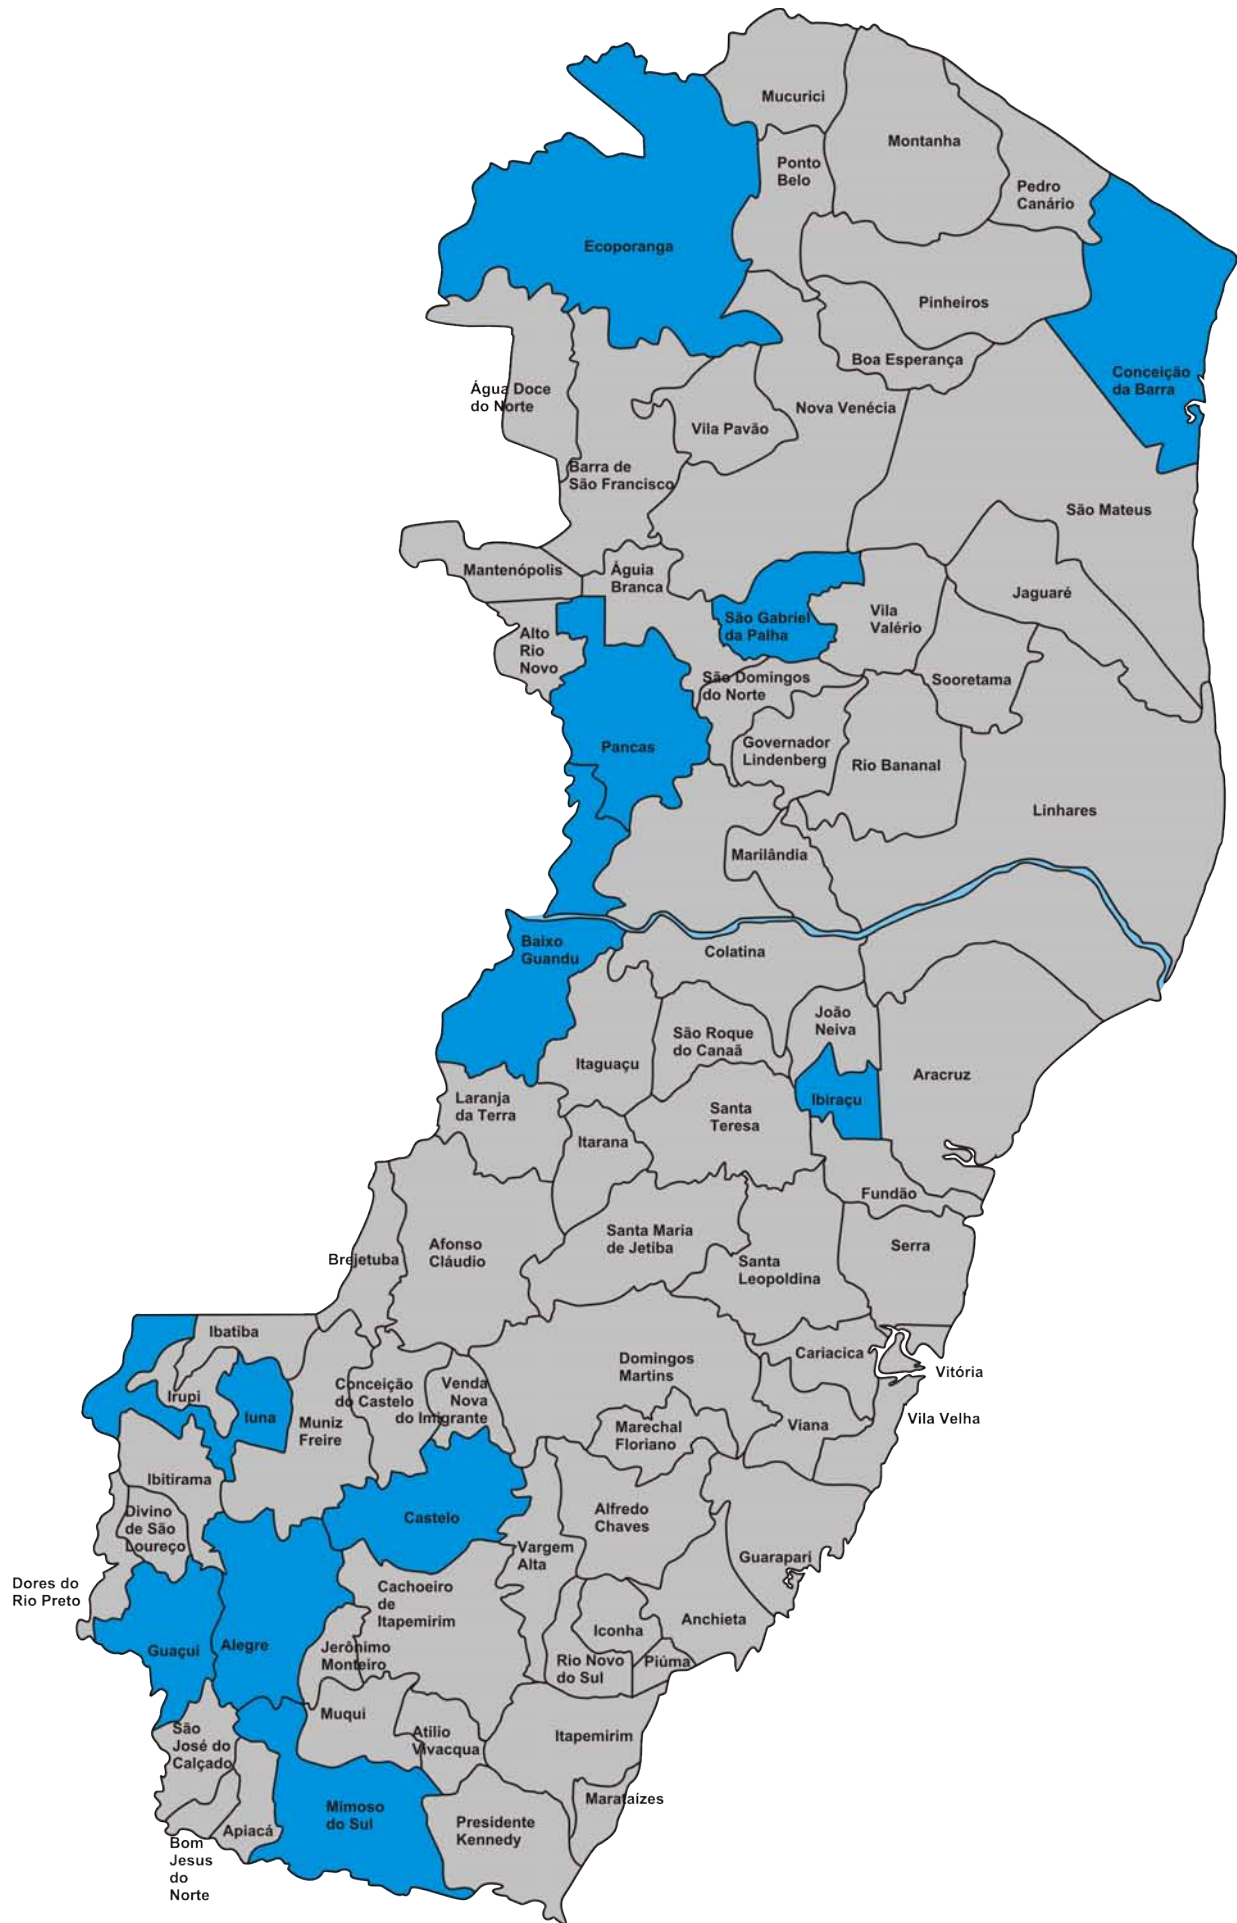 Mucurici
Montanha
Ponto
Belo
Pedro
Canário
Ecoporanga
Pinheiros
Boa Esperança
Conceição
da Barra
Água Doce
do Norte
Nova Venécia
Vila Pavão
Barra de
São Francisco
São Mateus
Mantenópolis
Águia
Branca
Jaguaré
São Gabriel
da Palha
Vila
Valério
Alto
Rio
Novo
São Domingos
do Norte
Sooretama
Pancas
Governador
Lindenberg
Rio Bananal
Linhares
Marilândia
Baixo
Guandu
Colatina
João
Neiva
São Roque
do Canaã
Itaguaçu
Aracruz
Laranja
da Terra
Ibiraçu
Santa
Teresa
Itarana
Fundão
Santa Maria
de Jetiba
Afonso
Cláudio
Brejetuba
Serra
Santa
Leopoldina
Ibatiba
Cariacica
Domingos
Martins
Vitória
Conceição
do Castelo
Venda
Nova
do Imigrante
Irupi
Iuna
Muniz
Freire
Marechal
Floriano
Viana
Vila Velha
Ibitirama
Castelo
Divino
de São
Loureço
Alfredo
Chaves
Vargem
Alta
Guarapari
Dores do
Rio Preto
Cachoeiro
de
Itapemirim
Anchieta
Iconha
Guaçui
Alegre
Jerônimo
Monteiro
Rio Novo
do Sul
Piúma
Muqui
São
José do
Calçado
Atilio
Vivacqua
Itapemirim
Marataízes
Mimoso
do Sul
Presidente
Kennedy
Apiacá
Bom
Jesus
do
Norte